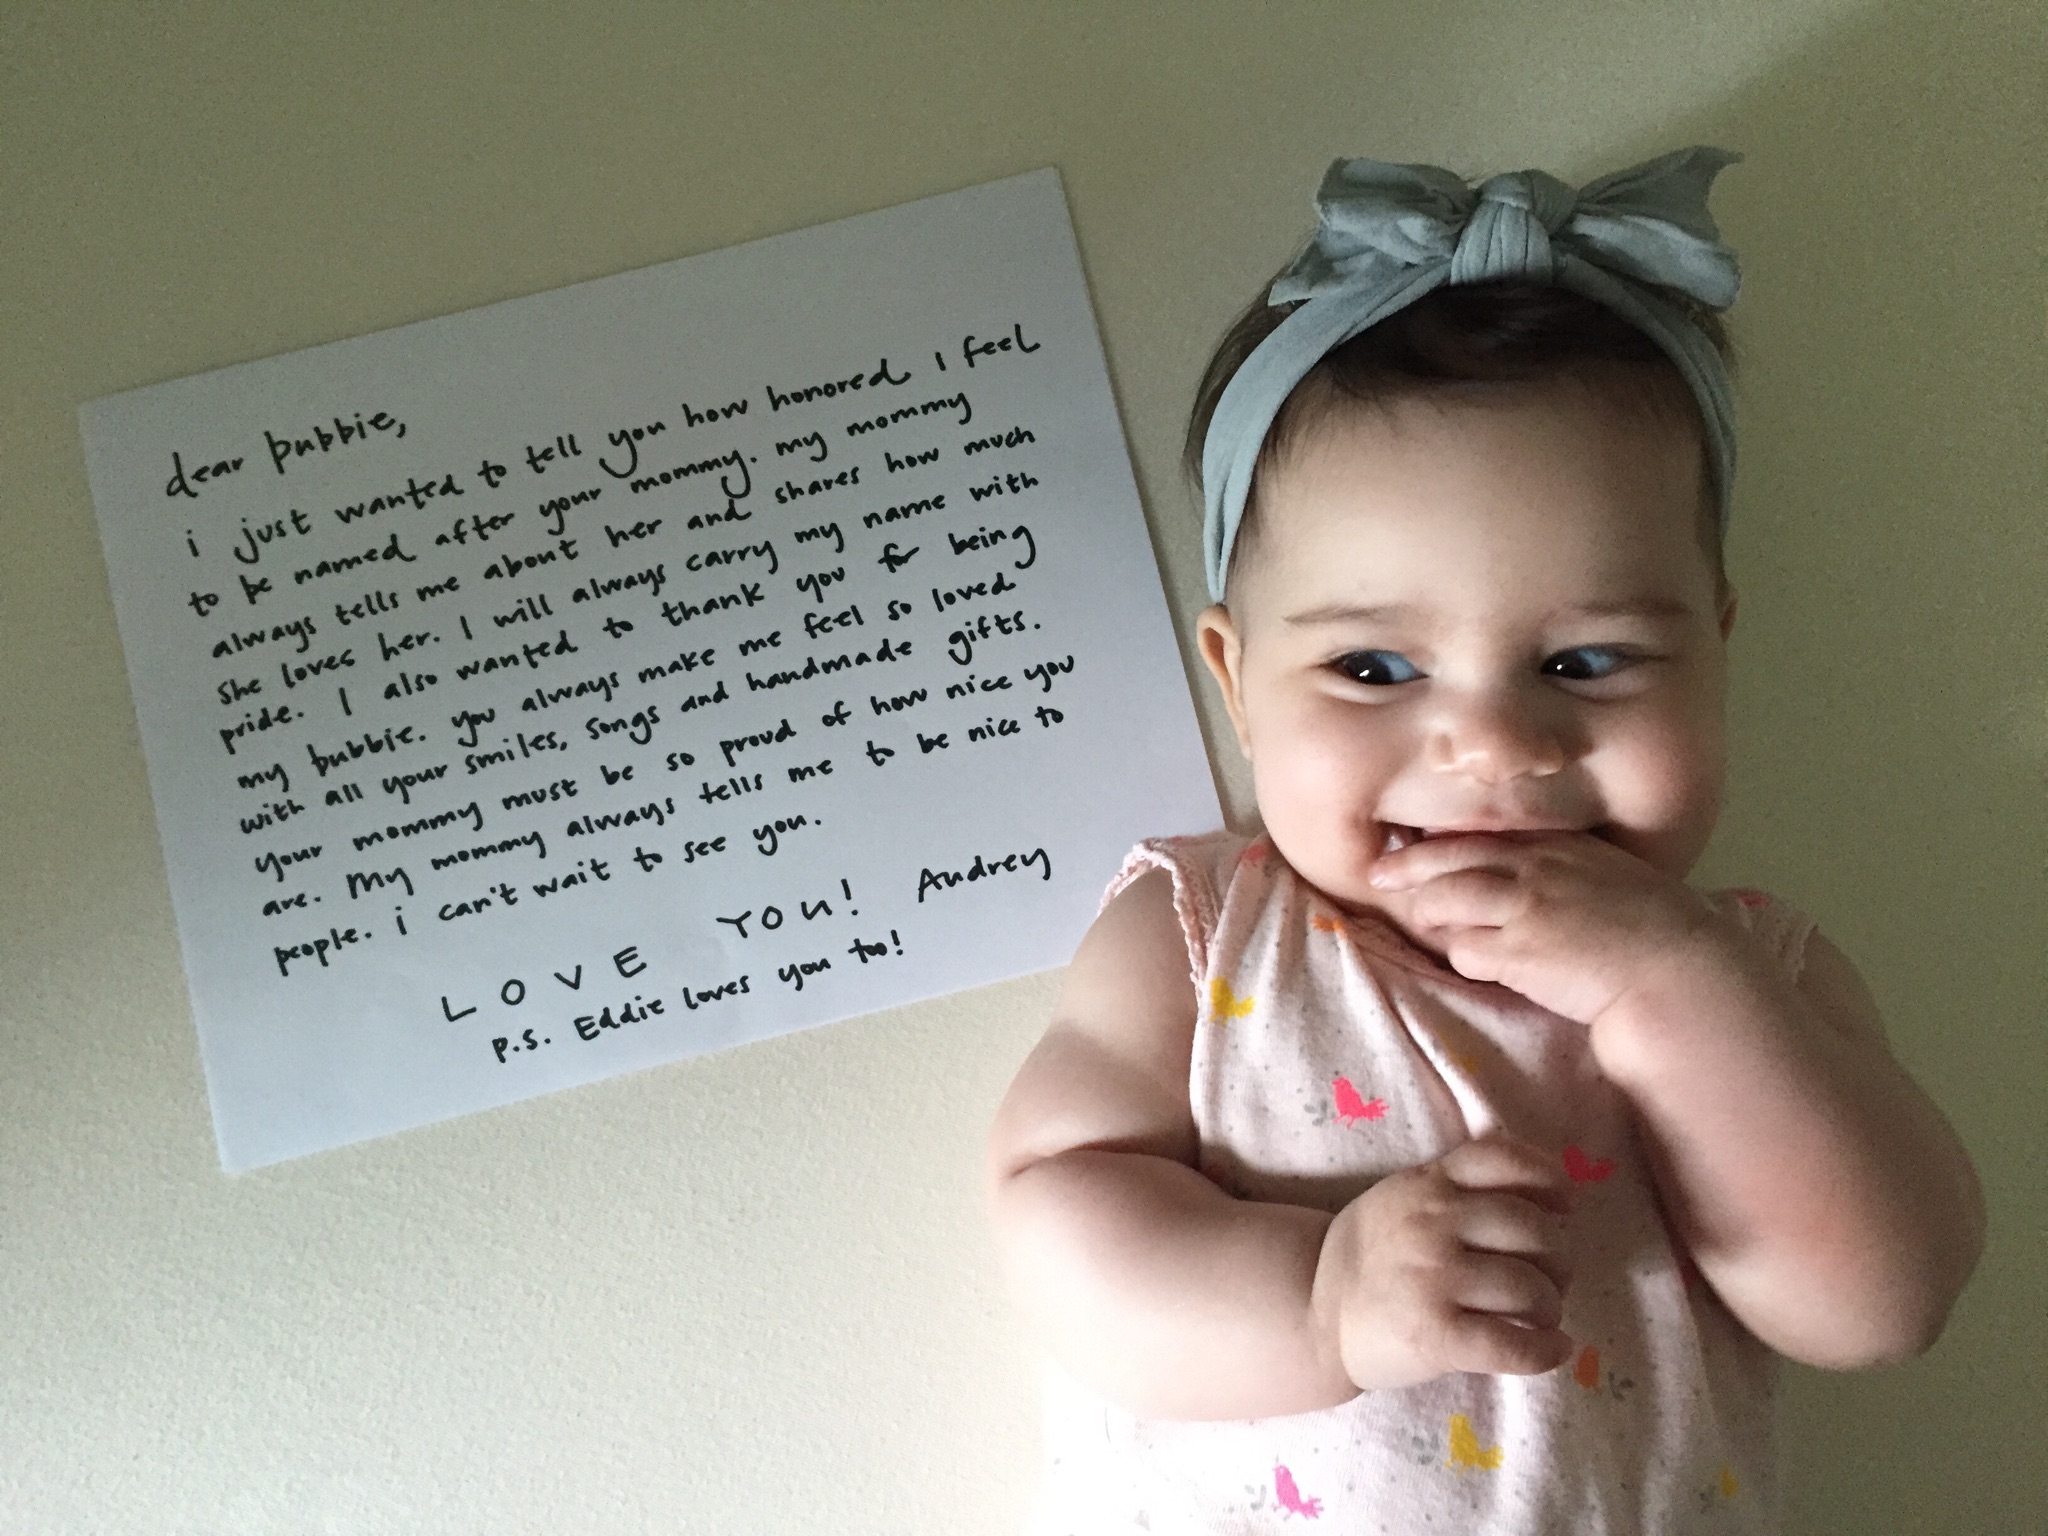 dear bubbie,
i just wanted to tell you how honored I feel
to be named after your mommy. my mommy
always tells me about her and shares how much
she loves her. I will always carry my name with
pride. I also wanted to thank you for being
my bubbie. you always make me feel so loved
with all your smiles, songs and handmade gifts.
your mommy must be so proud of how nice you
are. My mommy always tells me to be nice to
people. i can't wait to see you.
LOVE YOU! Audrey
p.s. Eddie loves you too!